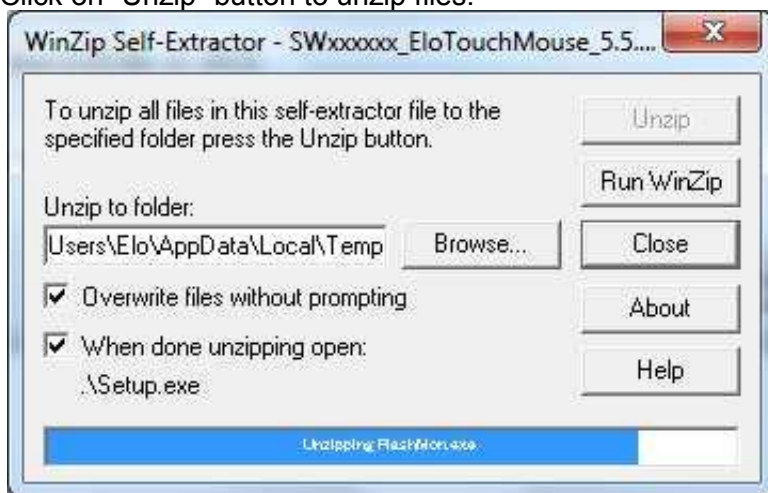 Click on "Unzip" button to unzip files.
WinZip Self-Extractor - SWxxxxxx_EloTouchMouse_5.5....
To unzip all files in this self-extractor file to the
specified folder press the Unzip button.
Unzip
Run WinZip
Unzip to folder:
Users\Elo\AppData\Local\Temp
Browse...
Close
Overwrite files without prompting
About
When done unzipping open:
.\Setup.exe
Help
Unzipping FlashMon.exe